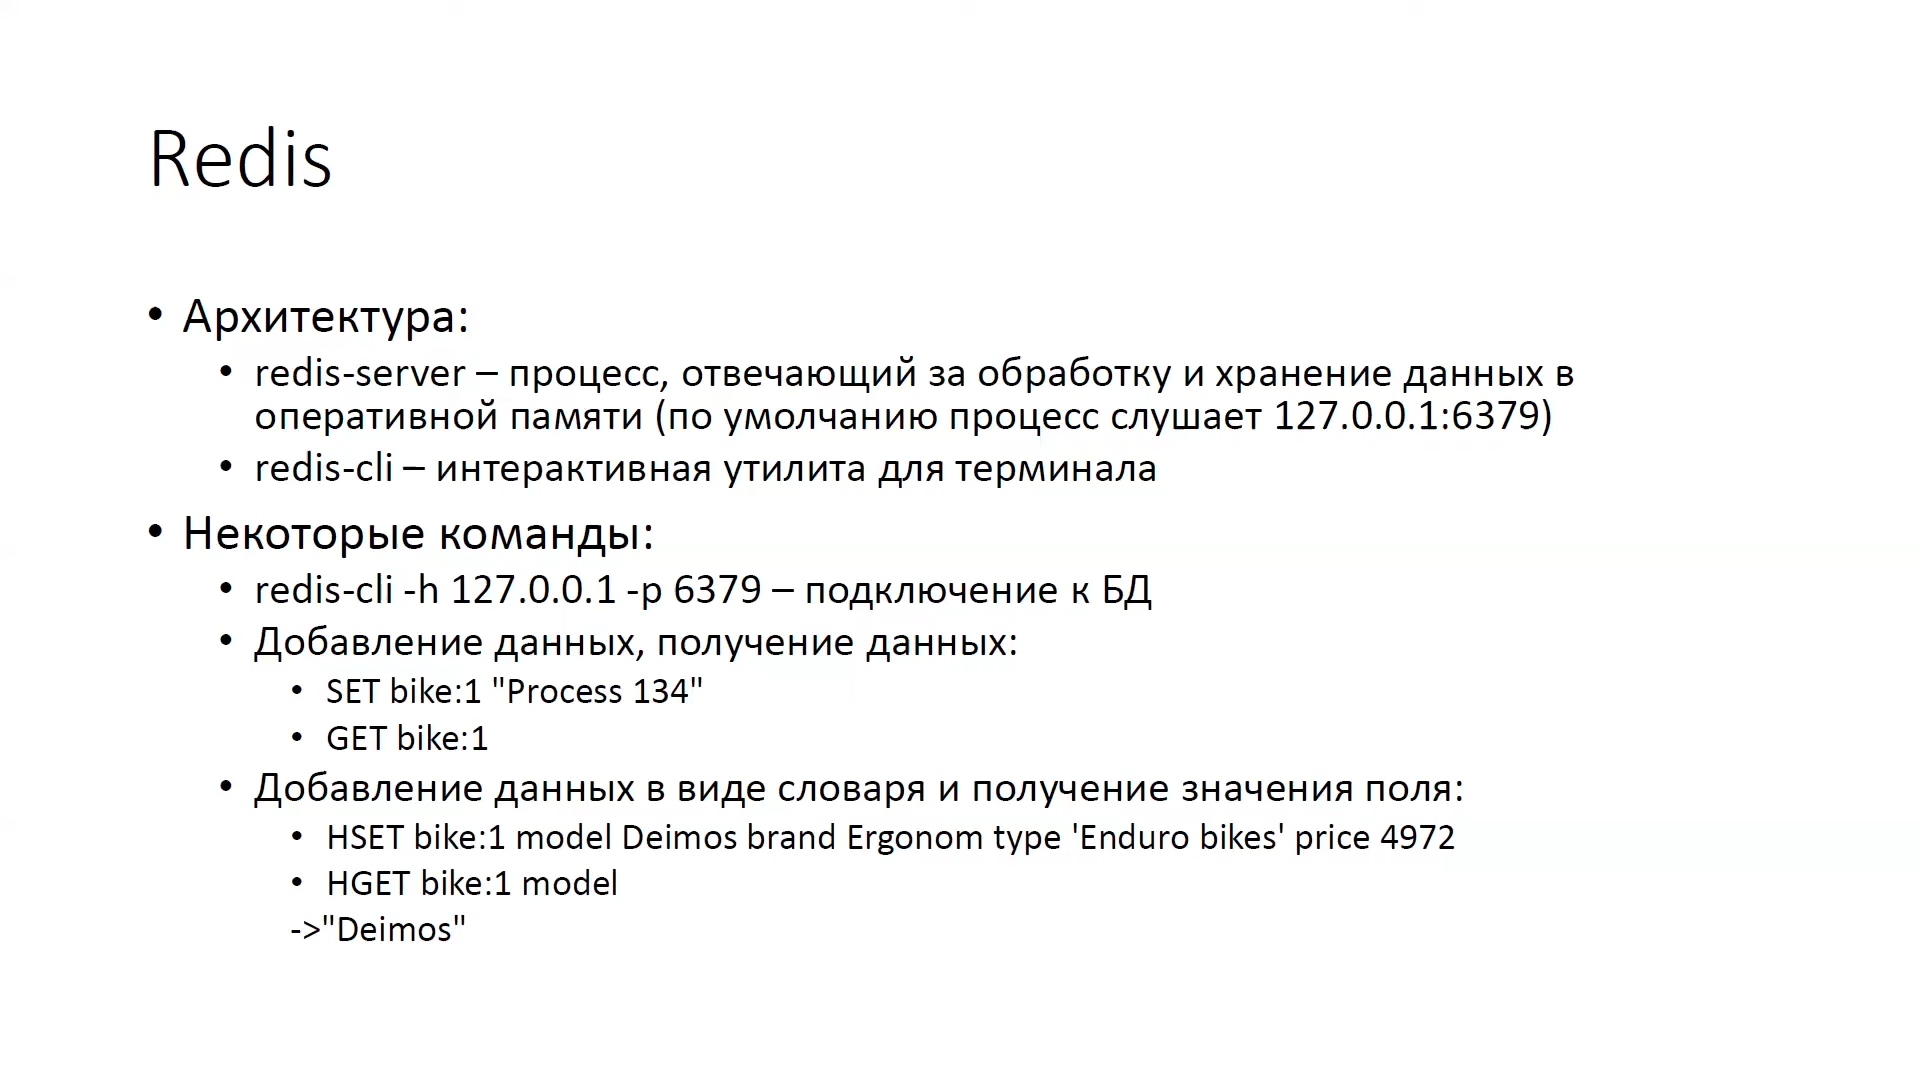 Redis
• Архитектура:
• redis-server – процесс, отвечающий за обработку и хранение данных в
оперативной памяти (по умолчанию процесс слушает 127.0.0.1:6379)
• redis-cli – интерактивная утилита для терминала
• Некоторые команды:
• redis-cli -h 127.0.0.1 -p 6379 – подключение к БД
• Добавление данных, получение данных:
• SET bike:1 "Process 134"
• GET bike:1
• Добавление данных в виде словаря и получение значения поля:
• HSET bike:1 model Deimos brand Ergonom type 'Enduro bikes' price 4972
• HGET bike:1 model
->"Deimos"